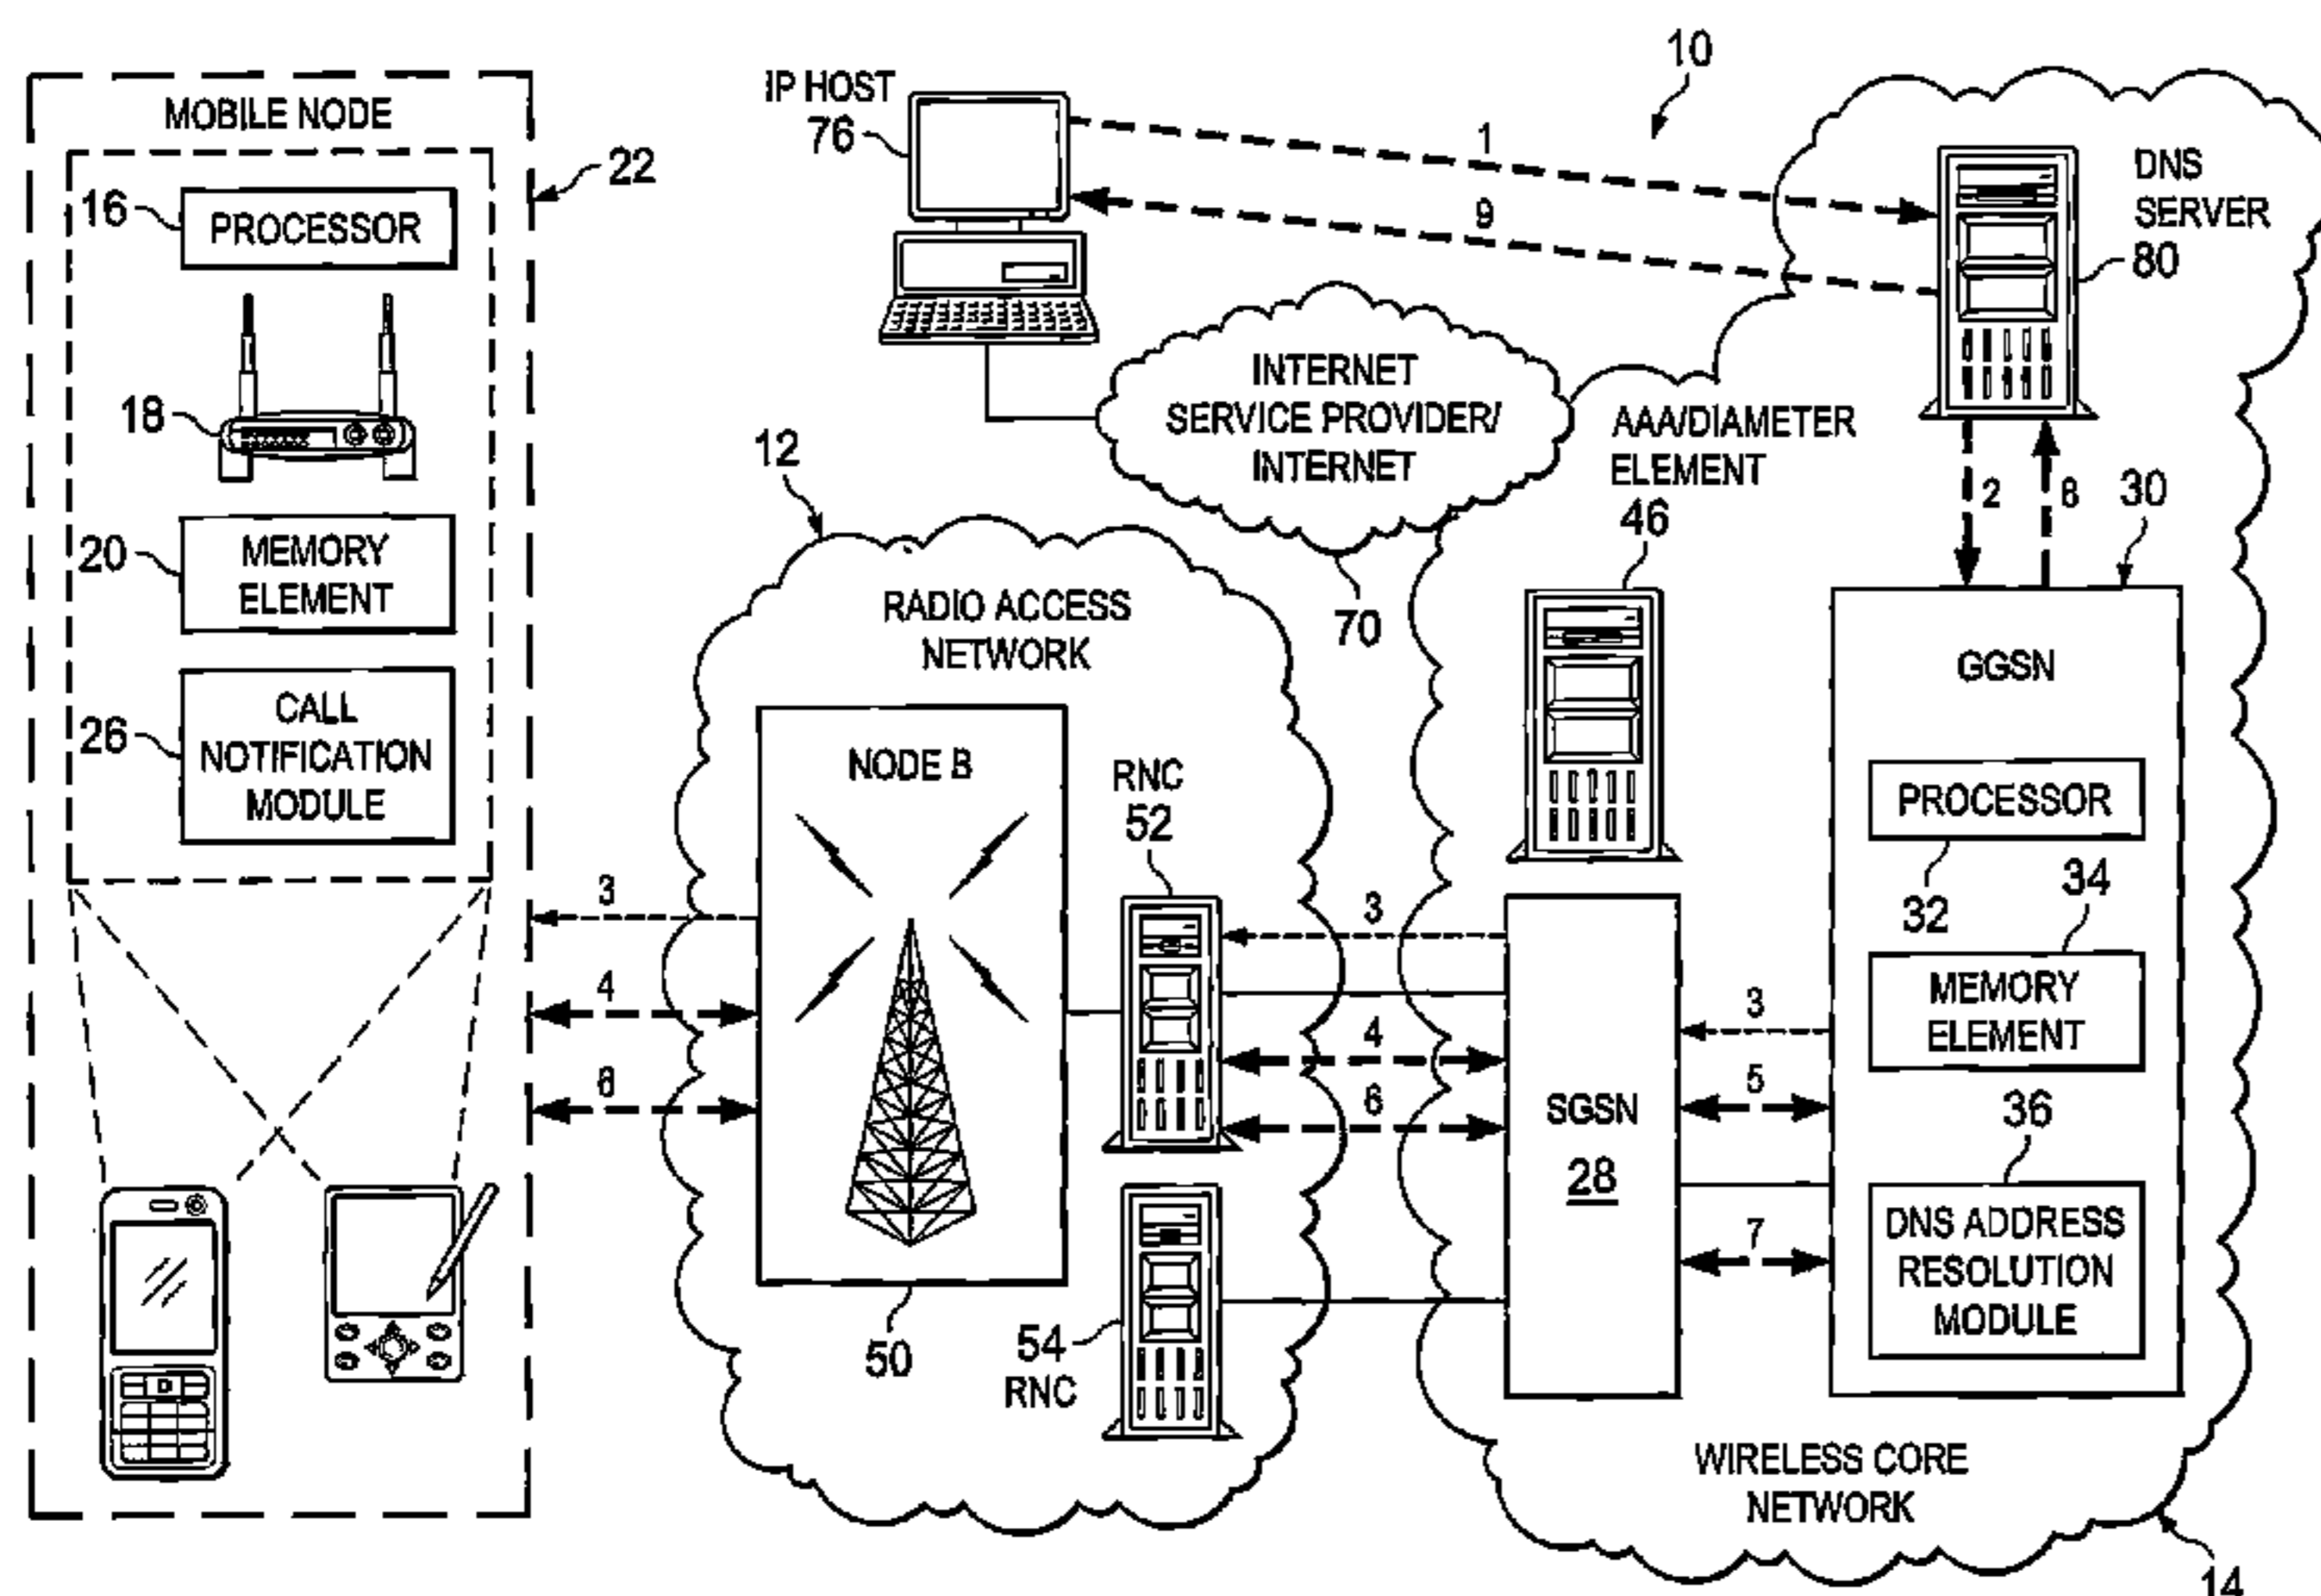 10
MOBILE NODE
22
16
PROCESSOR
18
20
MEMORY
ELEMENT
26
CALL
NOTIFICATION
MODULE
IP HOST
76
1
9
DNS
SERVER
80
INTERNET
SERVICE PROVIDER/
INTERNET
70
AAA/DIAMETER
ELEMENT
46
2
8
30
12
RADIO ACCESS
NETWORK
NODE B
50
RNC
52
54
RNC
3
4
6
3
4
6
SGSN
28
3
5
7
GGSN
PROCESSOR
32
34
MEMORY
ELEMENT
36
DNS ADDRESS
RESOLUTION
MODULE
WIRELESS CORE
NETWORK
14